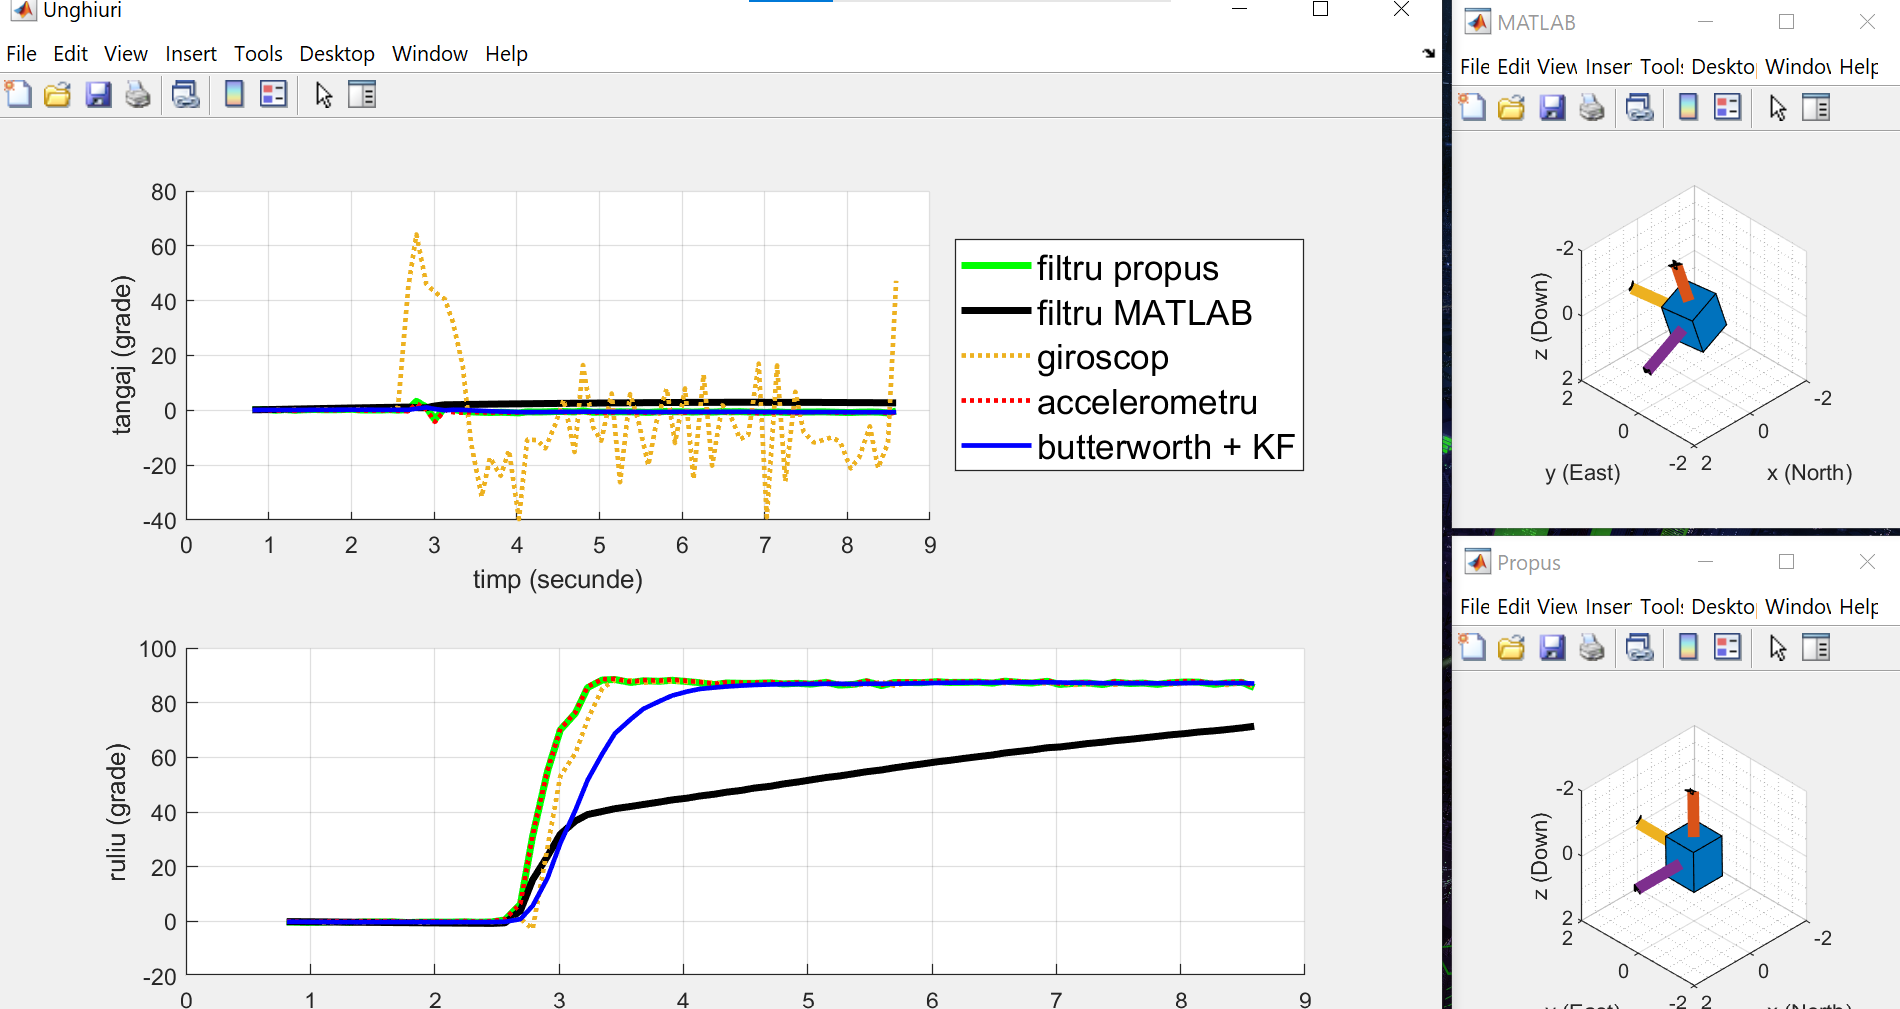 Unghiuri
File Edit View Insert Tools Desktop Window Help
80
60
40
20
0
-20
-40
0 1 2 3 4 5 6 7 8 9
tangaj (grade)
timp (secunde)
filtru propus
filtru MATLAB
giroscop
accelerometru
butterworth + KF
100
80
60
40
20
0
-20
0 1 2 3 4 5 6 7 8 9
ruliu (grade)
MATLAB
File Edit View Inser Tools Deskto Window Help
-2
0
2
z (Down)
2
0
-2
y (East)
2
0
-2
x (North)
Propus
File Edit View Inser Tools Deskto Window Help
-2
0
2
z (Down)
2
0
-2
2
0
-2